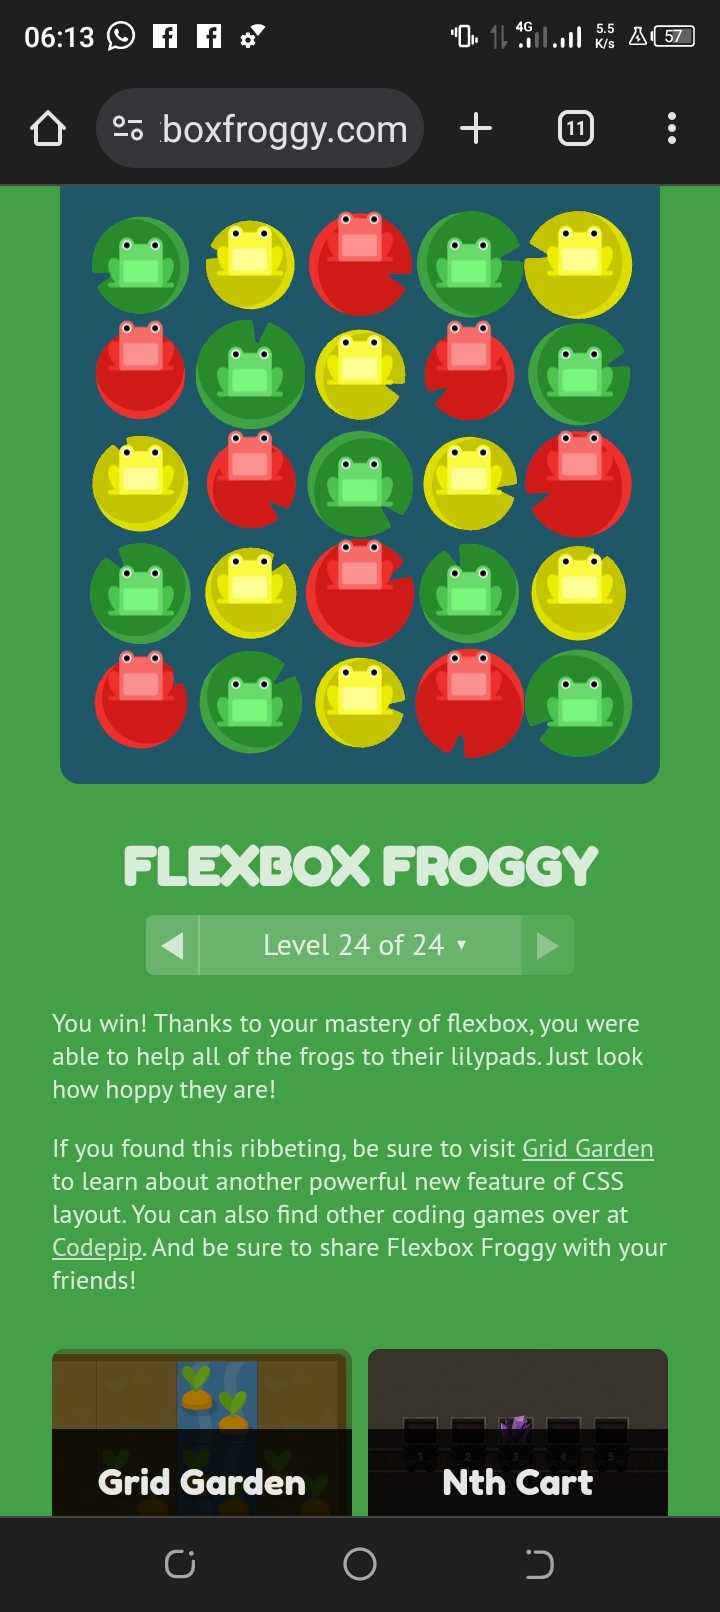 06:13
4G
5.5
K/s
57
:boxfroggy.com
11
FLEXBOX FROGGY
Level 24 of 24 ▾
You win! Thanks to your mastery of flexbox, you were
able to help all of the frogs to their lilypads. Just look
how hoppy they are!
If you found this ribbeting, be sure to visit Grid Garden
to learn about another powerful new feature of CSS
layout. You can also find other coding games over at
Codepip. And be sure to share Flexbox Froggy with your
friends!
1 2 3 4 5
Grid Garden
Nth Cart